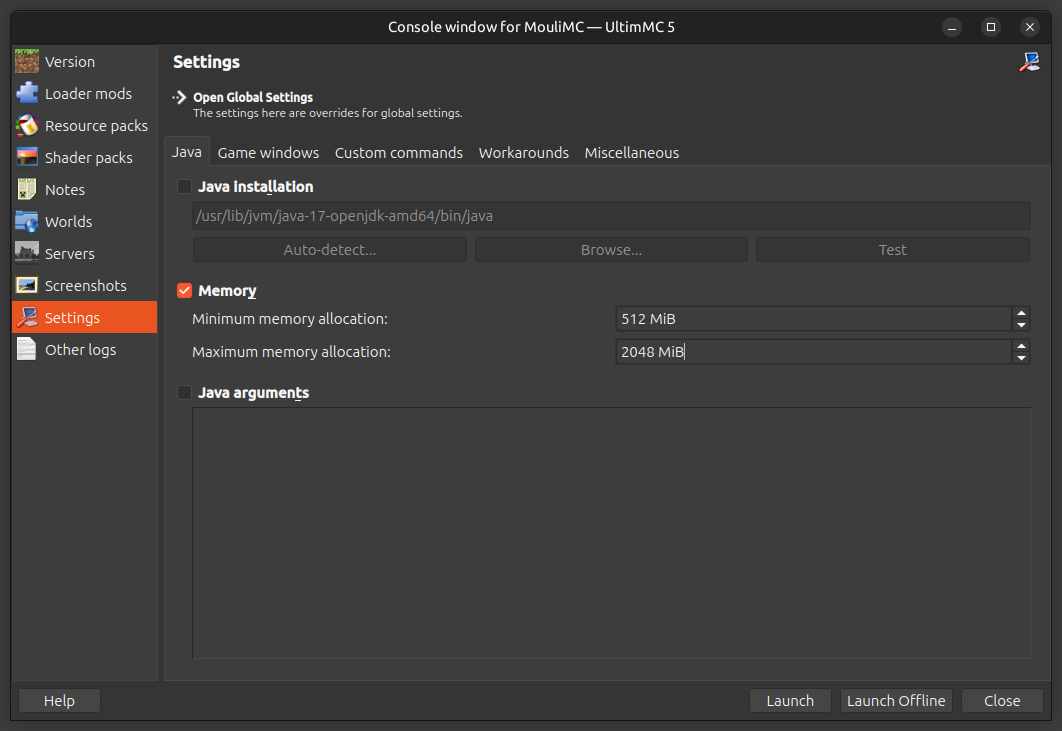 Console window for MouliMC — UltimMC 5
Version
Loader mods
Resource packs
Shader packs
Notes
Worlds
Servers
Screenshots
Settings
Other logs
Settings
Open Global Settings
The settings here are overrides for global settings.
Java Game windows Custom commands Workarounds Miscellaneous
Java installation
/usr/lib/jvm/java-17-openjdk-amd64/bin/java
Auto-detect... Browse... Test
Memory
Minimum memory allocation: 512 MiB
Maximum memory allocation: 2048 MiB
Java arguments
Help Launch Launch Offline Close